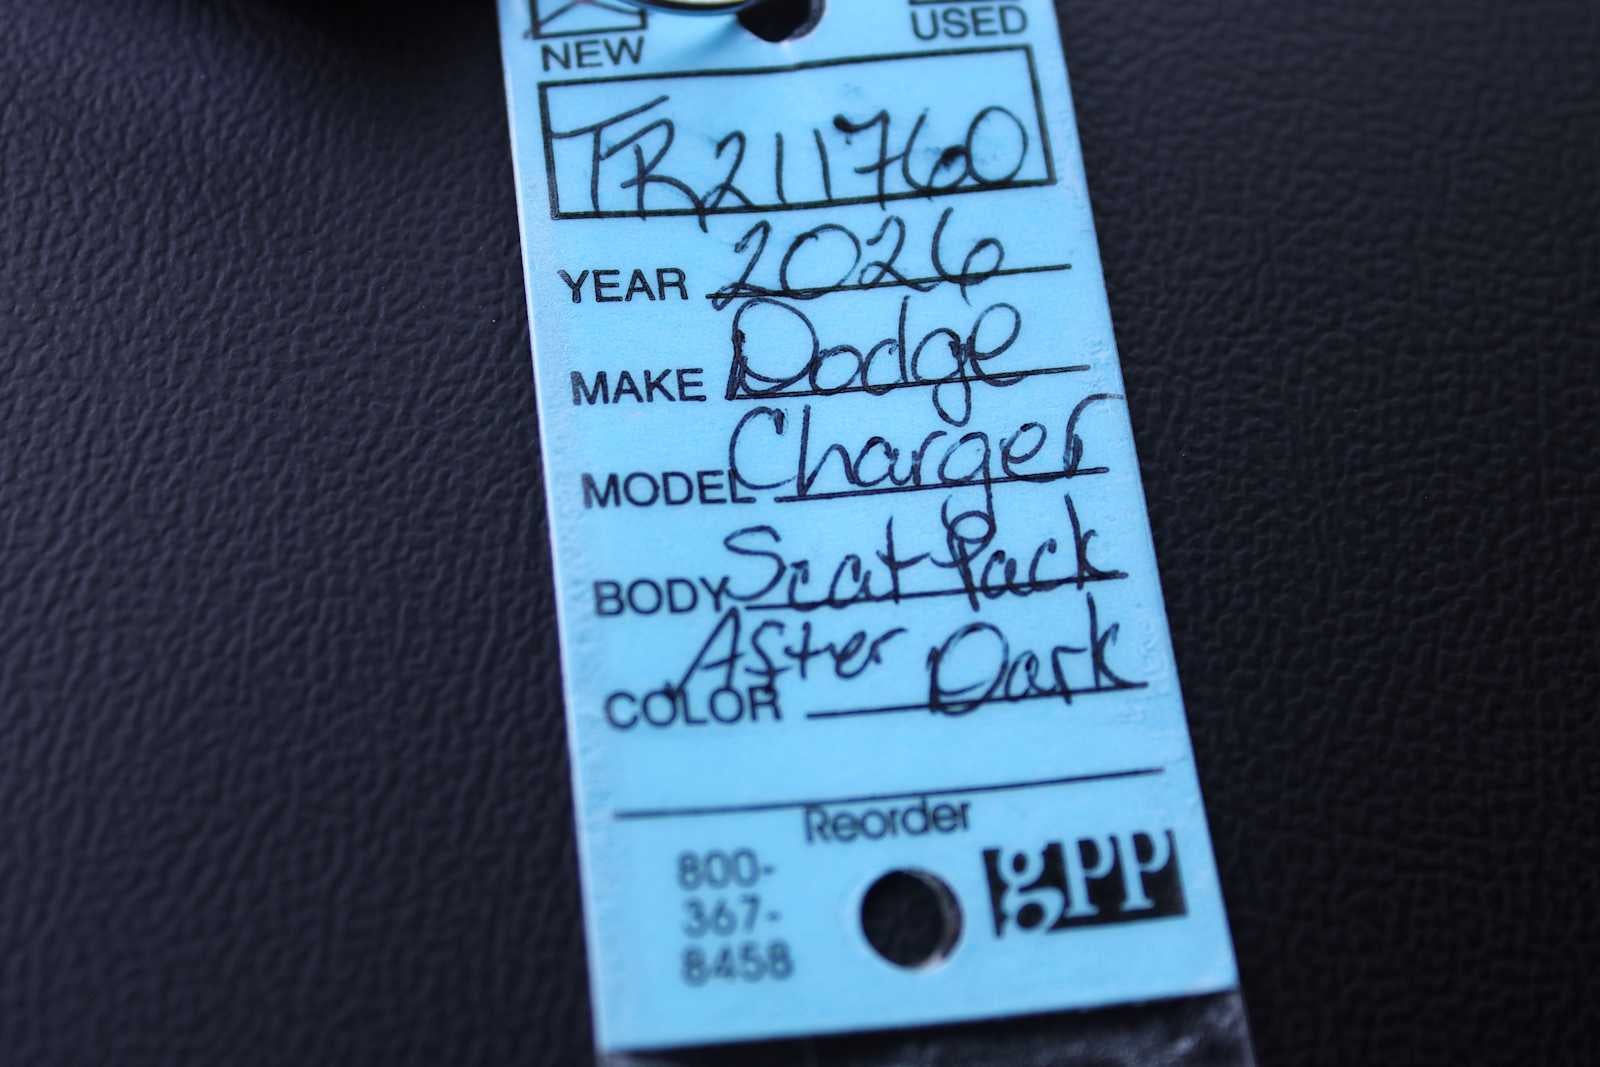 NEW USED
TR211760
YEAR 2026
MAKE Dodge
MODEL Charger
BODY Scat Pack
COLOR After Dark
Reorder
800-
367-
8458
gpp